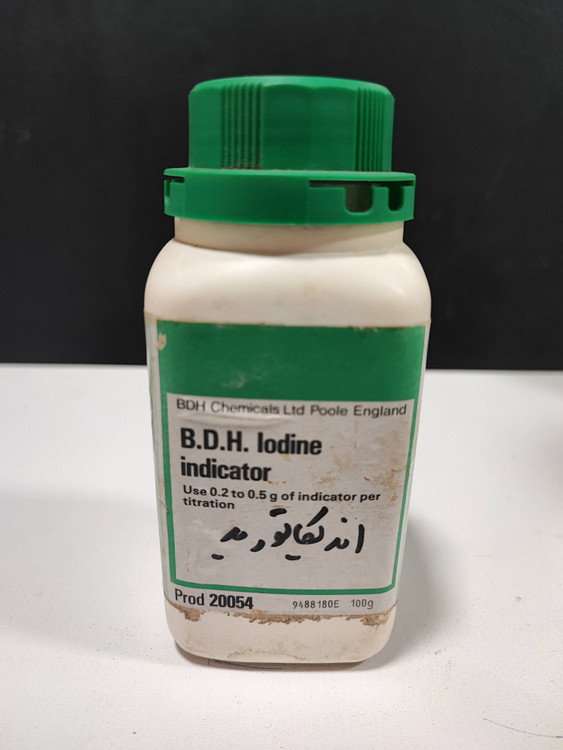 BDH Chemicals Ltd Poole England
B.D.H. Iodine
indicator
Use 0.2 to 0.5 g of indicator per
titration
اندیکاتور ید
Prod 20054 9488180E 100g